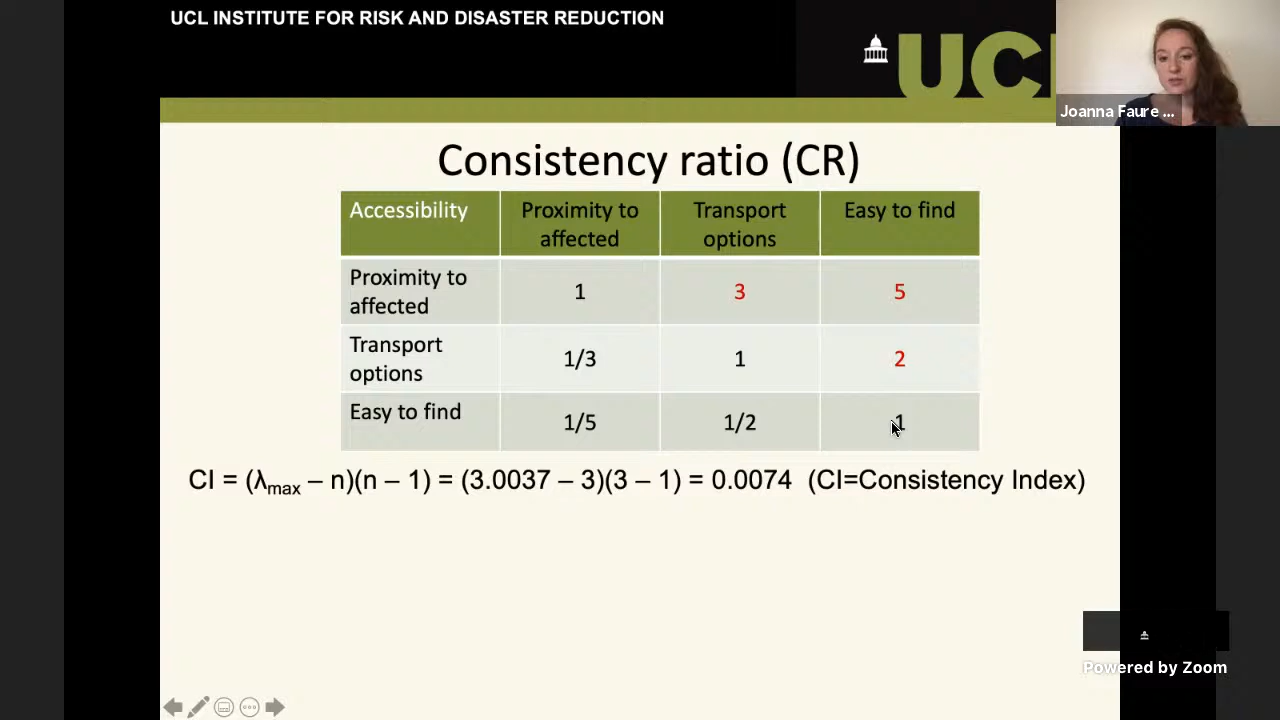 UCL INSTITUTE FOR RISK AND DISASTER REDUCTION
UCL
Joanna Faure ...
Consistency ratio (CR)
Accessibility
Proximity to
affected
Transport
options
Easy to find
Proximity to
affected
1
3
5
Transport
options
1/3
1
2
Easy to find
1/5
1/2
1
CI = (λmax – n)(n – 1) = (3.0037 – 3)(3 – 1) = 0.0074 (CI=Consistency Index)
Powered by Zoom